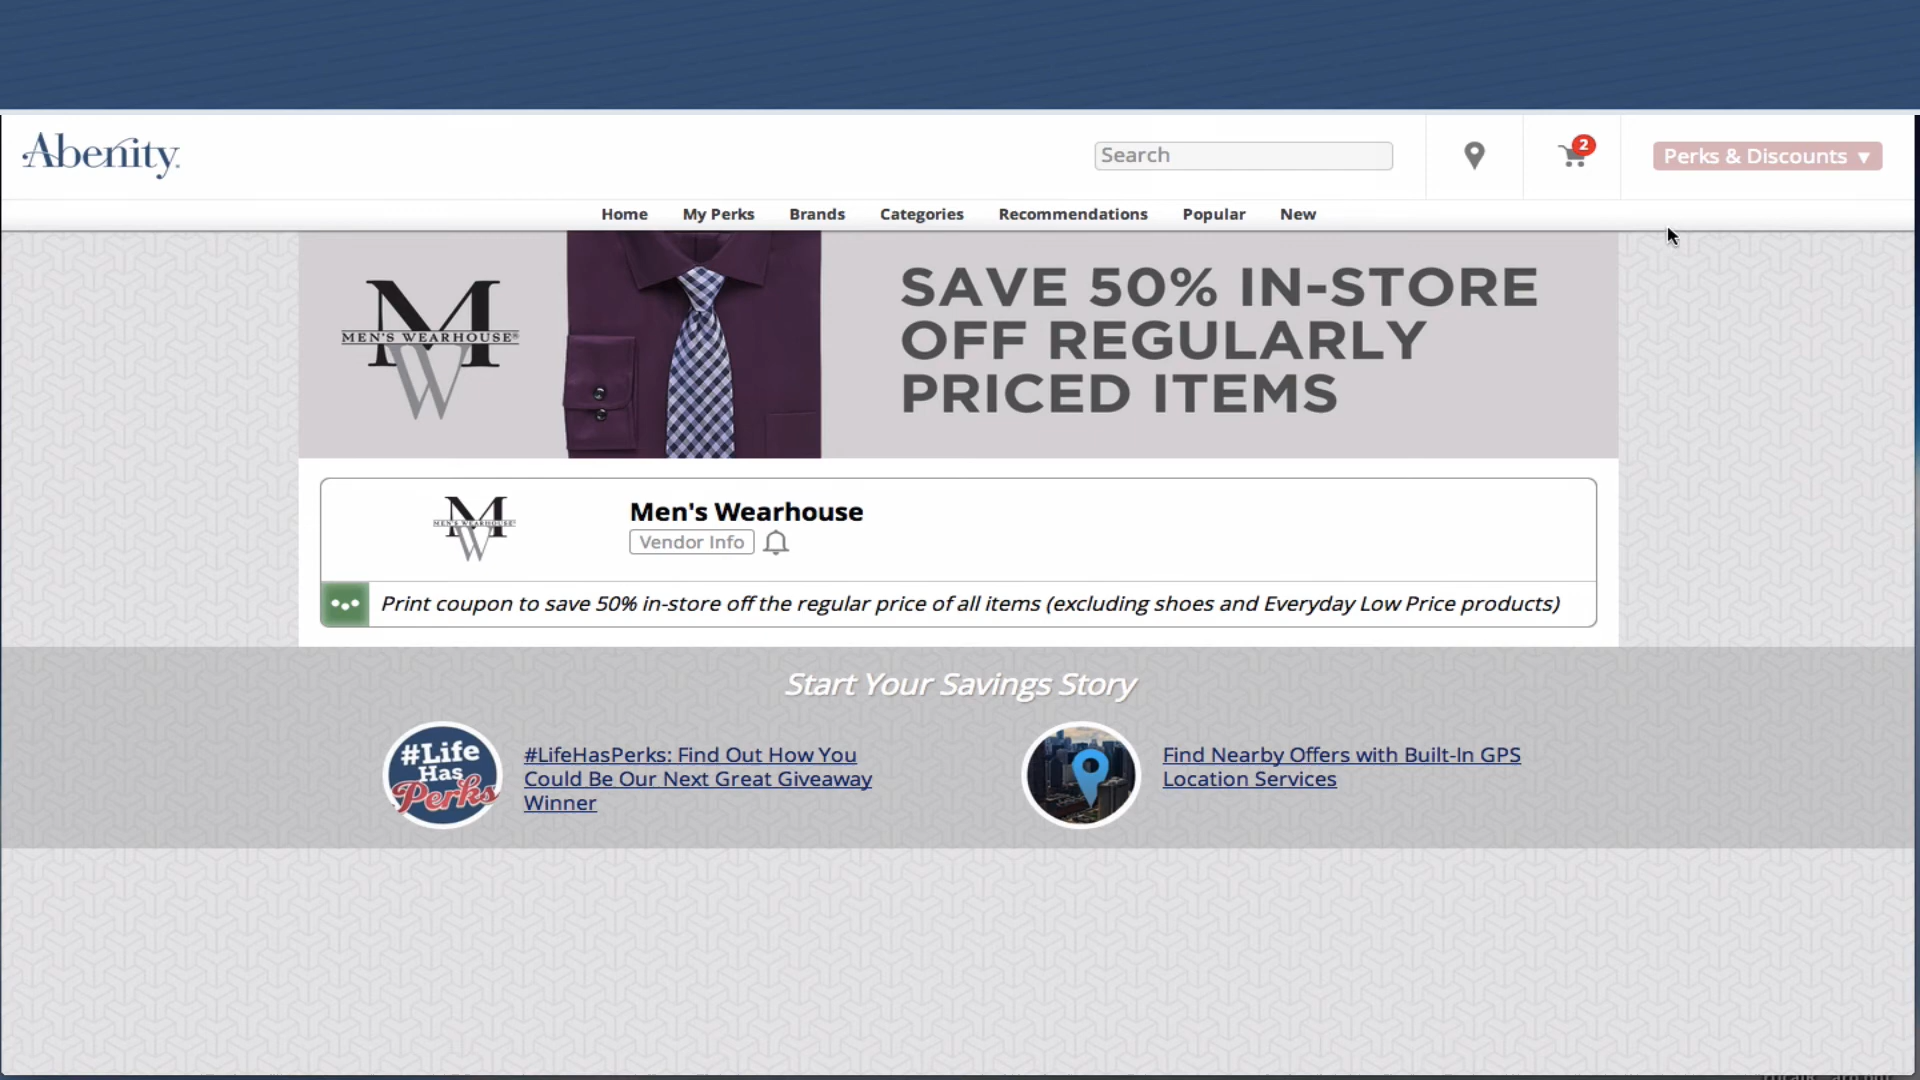 Abenity
Search
2
Perks & Discounts ▼
Home My Perks Brands Categories Recommendations Popular New
M
MEN'S WEARHOUSE®
W
SAVE 50% IN-STORE
OFF REGULARLY
PRICED ITEMS
M
MEN'S WEARHOUSE
W
Men's Wearhouse
Vendor Info
Print coupon to save 50% in-store off the regular price of all items (excluding shoes and Everyday Low Price products)
Start Your Savings Story
#Life
Has
Perks
#LifeHasPerks: Find Out How You
Could Be Our Next Great Giveaway
Winner
Find Nearby Offers with Built-In GPS
Location Services